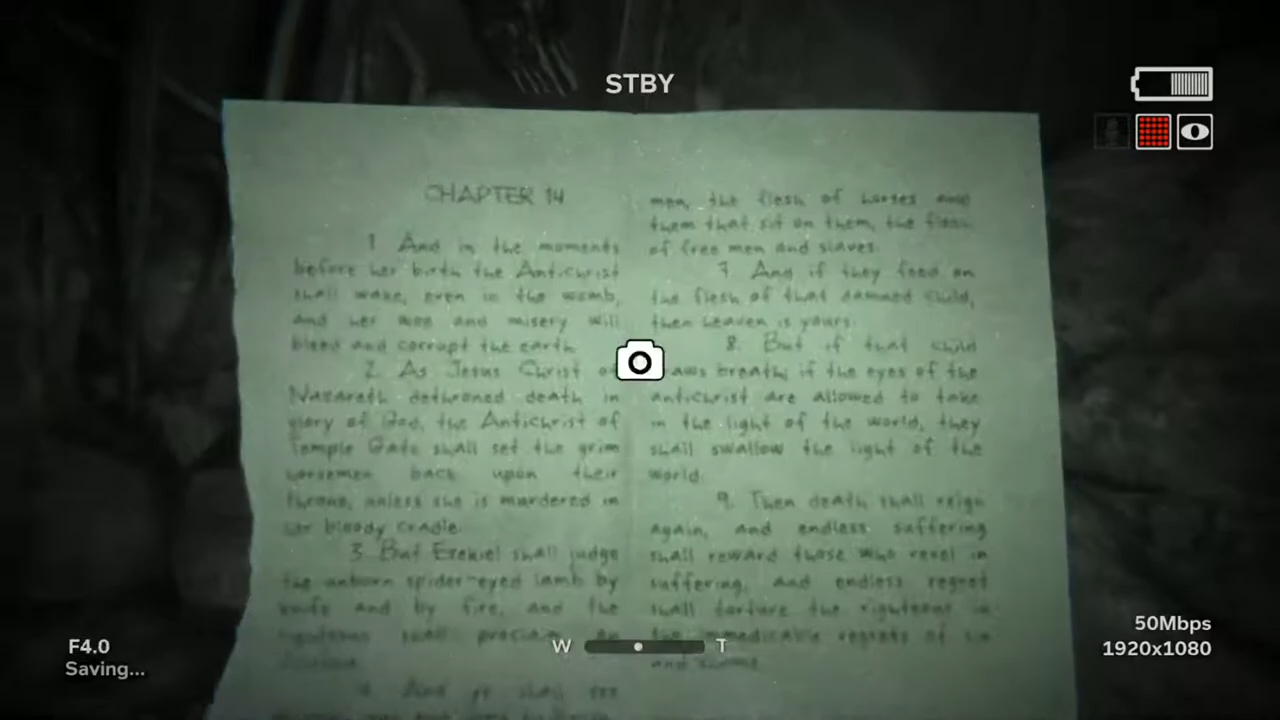 STBY
CHAPTER 14
1 And in the moments
before her birth the Antichrist
shall wake, even in the womb,
and her woe and misery will
bleed and corrupt the earth.
2. As Jesus Christ of
Nazareth dethroned death in
glory of God, the Antichrist of
Temple Gate shall set the grim
horsemen back upon their
throne, unless she is murdered in
her bloody cradle.
3. But Ezekiel shall judge
the unborn spider-eyed lamb by
knife and by fire, and the
righteous shall proclaim
4. And ye shall see
men, the flesh of horses and
them that sit on them, the flesh
of free men and slaves.
7. And if they feed on
the flesh of that damned child,
then heaven is yours.
8. But if that child
draws breath, if the eyes of the
antichrist are allowed to take
in the light of the world, they
shall swallow the light of the
world.
9. Then death shall reign
again, and endless suffering
shall reward those who revel in
suffering, and endless regret
shall torture the righteous in
the immedicable regrets of sin
and shame.
F4.0
Saving...
W T
50Mbps
1920x1080